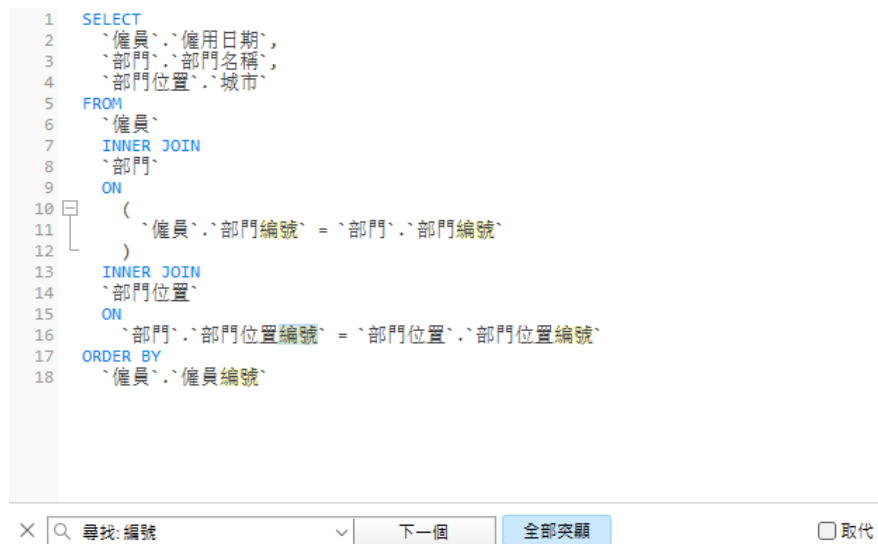 1 SELECT
2 `僱員`.`僱用日期`,
3 `部門`.`部門名稱`,
4 `部門位置`.`城市`
5 FROM
6 `僱員`
7 INNER JOIN
8 `部門`
9 ON
10 (
11 `僱員`.`部門編號` = `部門`.`部門編號`
12 )
13 INNER JOIN
14 `部門位置`
15 ON
16 `部門`.`部門位置編號` = `部門位置`.`部門位置編號`
17 ORDER BY
18 `僱員`.`僱員編號`
尋找: 編號 下一個 全部突顯 取代